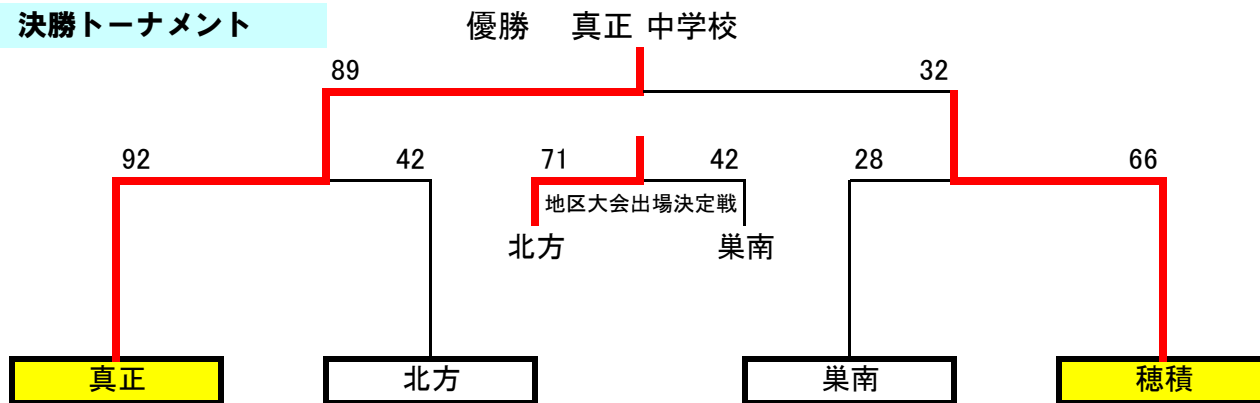 決勝トーナメント
優勝 真正 中学校
89 32
92 42 71 42 28 66
地区大会出場決定戦
北方 巣南
真正 北方 巣南 穂積